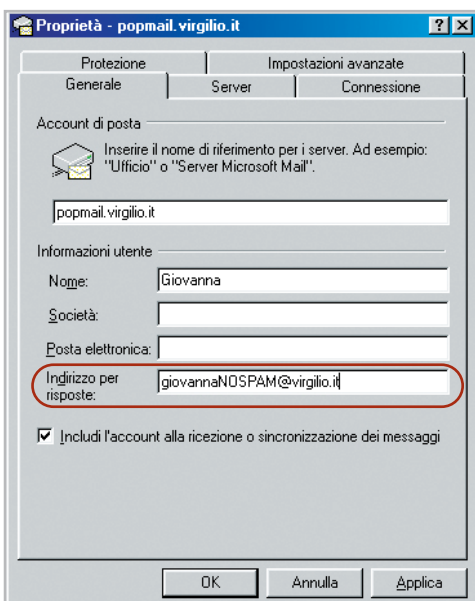 Proprietà - popmail.virgilio.it
Protezione
Impostazioni avanzate
Generale
Server
Connessione
Account di posta
Inserire il nome di riferimento per i server. Ad esempio:
"Ufficio" o "Server Microsoft Mail".
popmail.virgilio.it
Informazioni utente
Nome:
Giovanna
Società:
Posta elettronica:
Indirizzo per
risposte:
giovannaNOSPAM@virgilio.it
Includi l'account alla ricezione o sincronizzazione dei messaggi
OK
Annulla
Applica